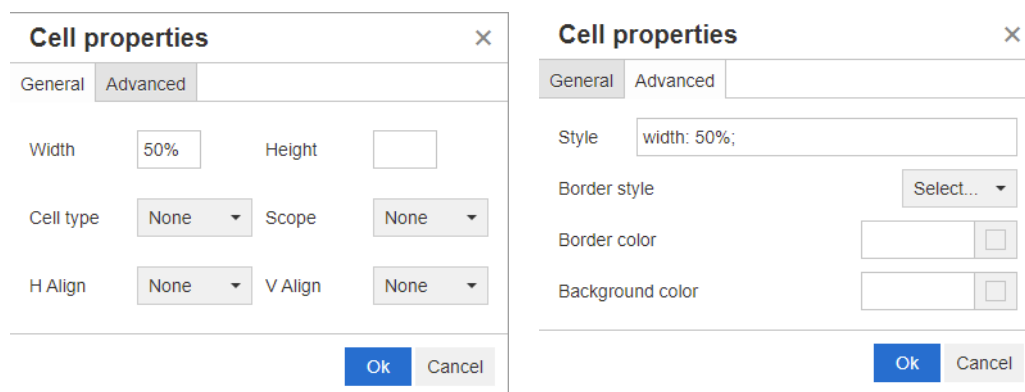 Cell properties
General Advanced
Width 50% Height
Cell type None Scope None
H Align None V Align None
Ok Cancel
Cell properties
General Advanced
Style width: 50%;
Border style Select...
Border color
Background color
Ok Cancel